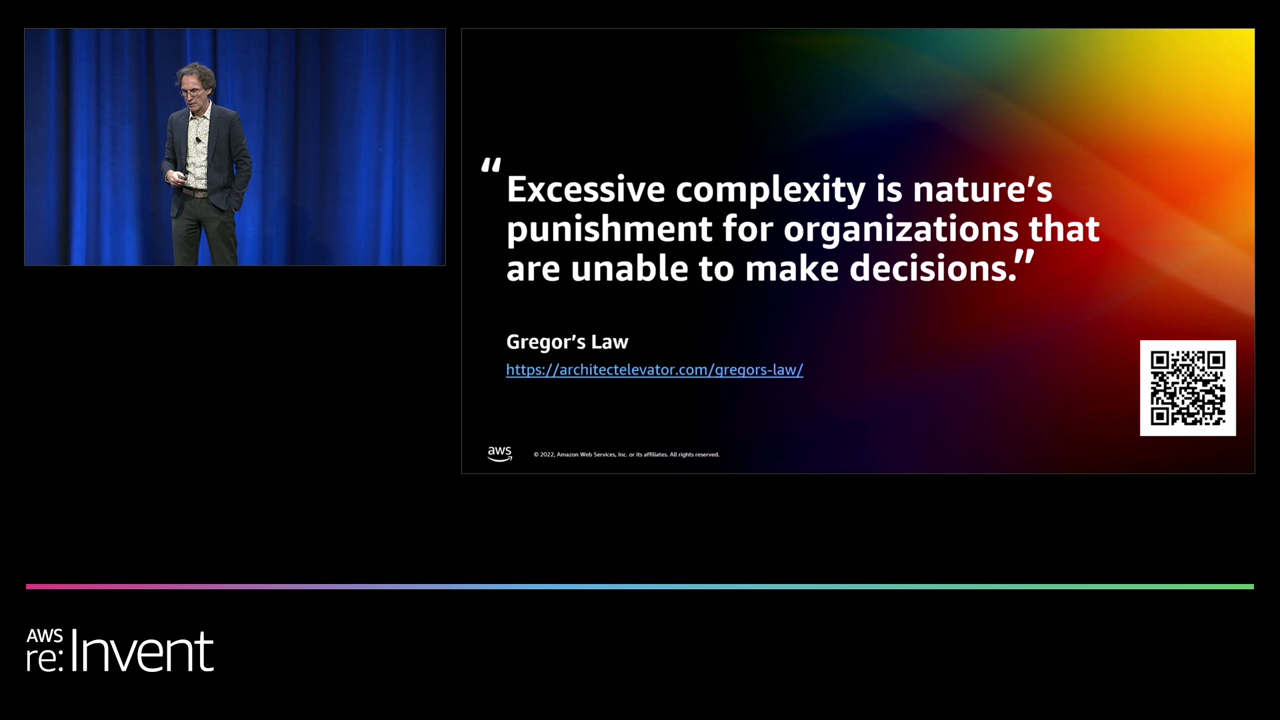 “Excessive complexity is nature’s
punishment for organizations that
are unable to make decisions.”
Gregor’s Law
https://architectelevator.com/gregors-law/
aws
© 2022, Amazon Web Services, Inc. or its affiliates. All rights reserved.
AWS
re:Invent